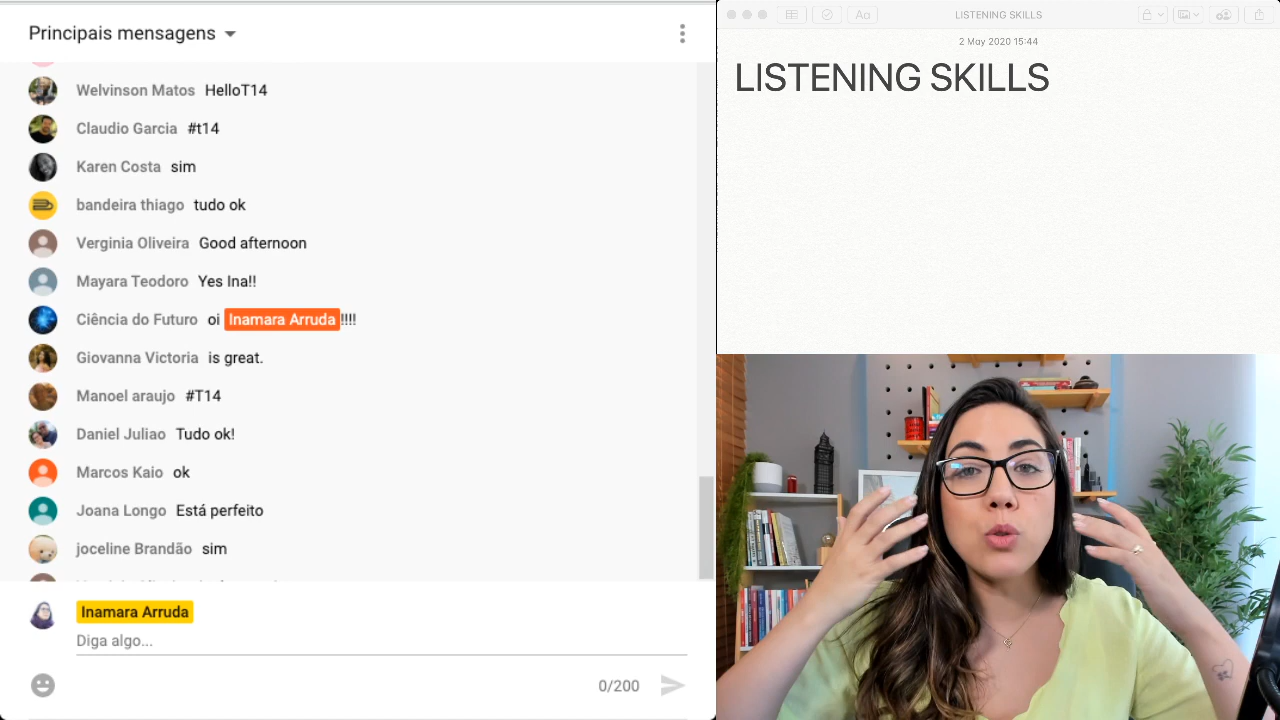 Principais mensagens
Welvinson Matos HelloT14
Claudio Garcia #t14
Karen Costa sim
bandeira thiago tudo ok
Verginia Oliveira Good afternoon
Mayara Teodoro Yes Ina!!
Ciência do Futuro oi Inamara Arruda!!!!
Giovanna Victoria is great.
Manoel araujo #T14
Daniel Juliao Tudo ok!
Marcos Kaio ok
Joana Longo Está perfeito
joceline Brandão sim
Inamara Arruda
Diga algo...
0/200
Aa
LISTENING SKILLS
2 May 2020 15:44
LISTENING SKILLS